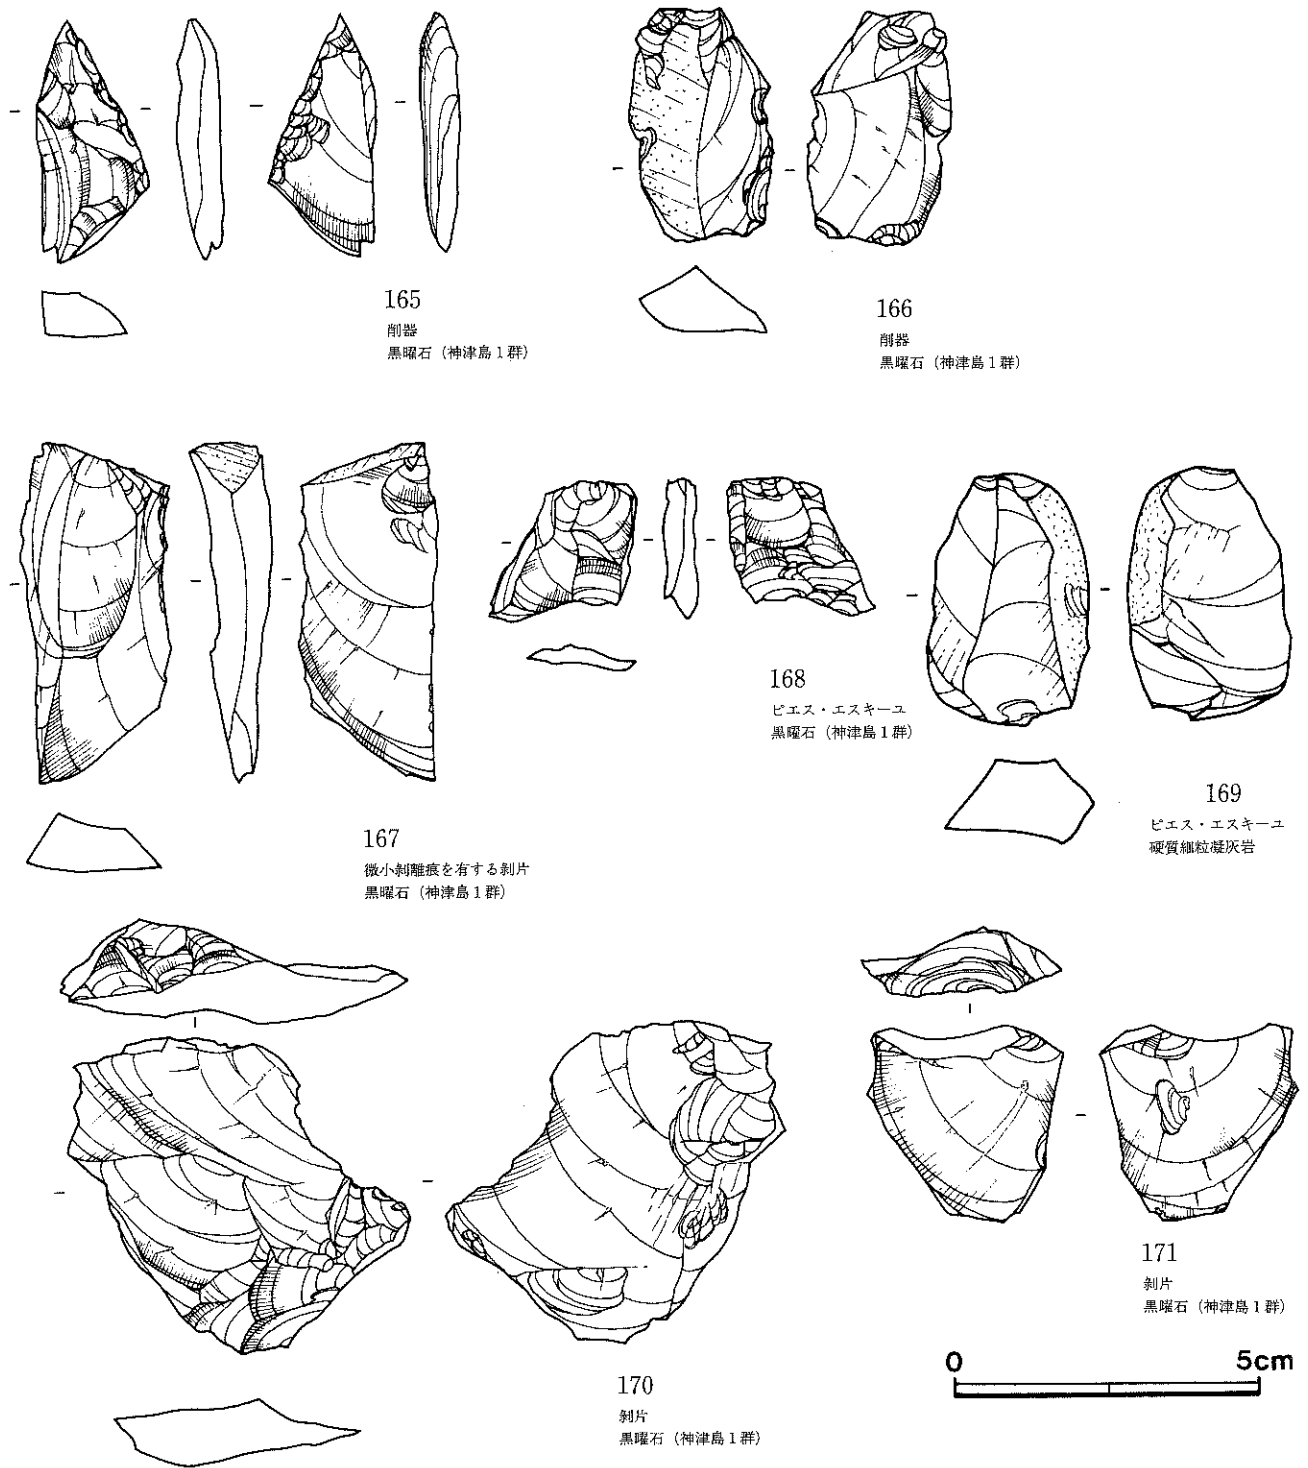 165
削器
黒曜石（神津島１群）
166
削器
黒曜石（神津島１群）
167
微小剝離痕を有する剝片
黒曜石（神津島１群）
168
ピエス・エスキーユ
黒曜石（神津島１群）
169
ピエス・エスキーユ
硬質細粒凝灰岩
170
剝片
黒曜石（神津島１群）
171
剝片
黒曜石（神津島１群）
0 5cm